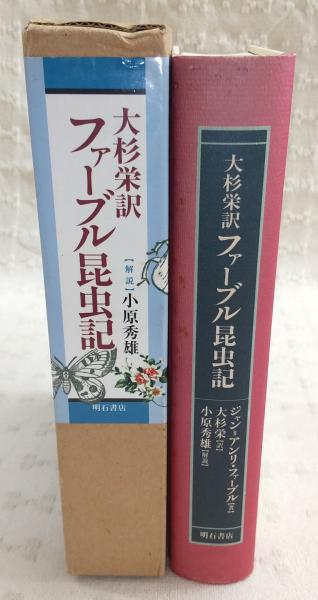 大杉栄訳
ファーブル昆虫記
【解説】小原秀雄
明石書店
大杉栄訳 ファーブル昆虫記
ジャン=アンリ・ファーブル【著】
大杉栄【訳】
小原秀雄【解説】
明石書店